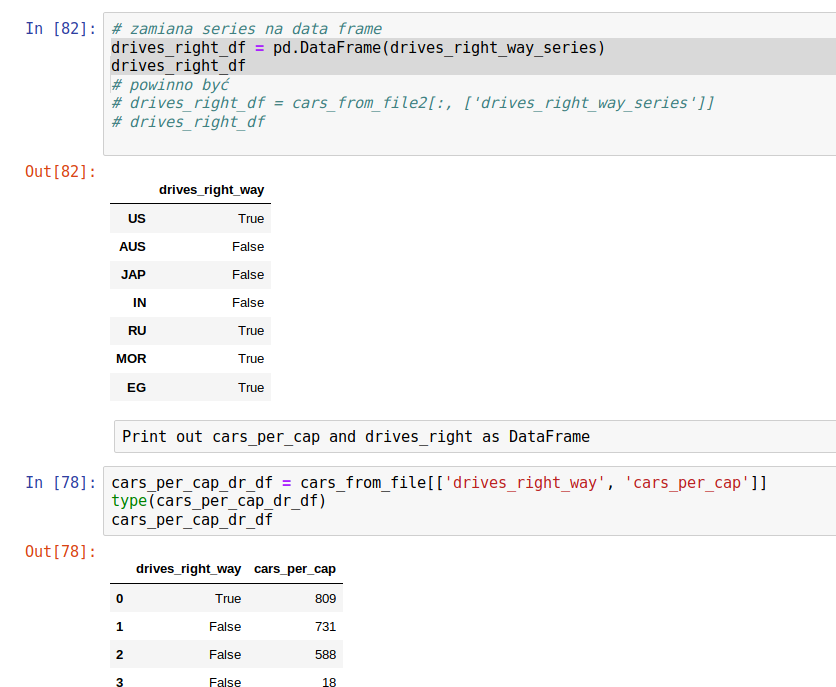 In [82]: # zamiana series na data frame
drives_right_df = pd.DataFrame(drives_right_way_series)
drives_right_df
# powinno być
# drives_right_df = cars_from_file2[:, ['drives_right_way_series']]
# drives_right_df
Out[82]:
drives_right_way
US True
AUS False
JAP False
IN False
RU True
MOR True
EG True
Print out cars_per_cap and drives_right as DataFrame
In [78]: cars_per_cap_dr_df = cars_from_file[['drives_right_way', 'cars_per_cap']]
type(cars_per_cap_dr_df)
cars_per_cap_dr_df
Out[78]:
drives_right_way cars_per_cap
0 True 809
1 False 731
2 False 588
3 False 18